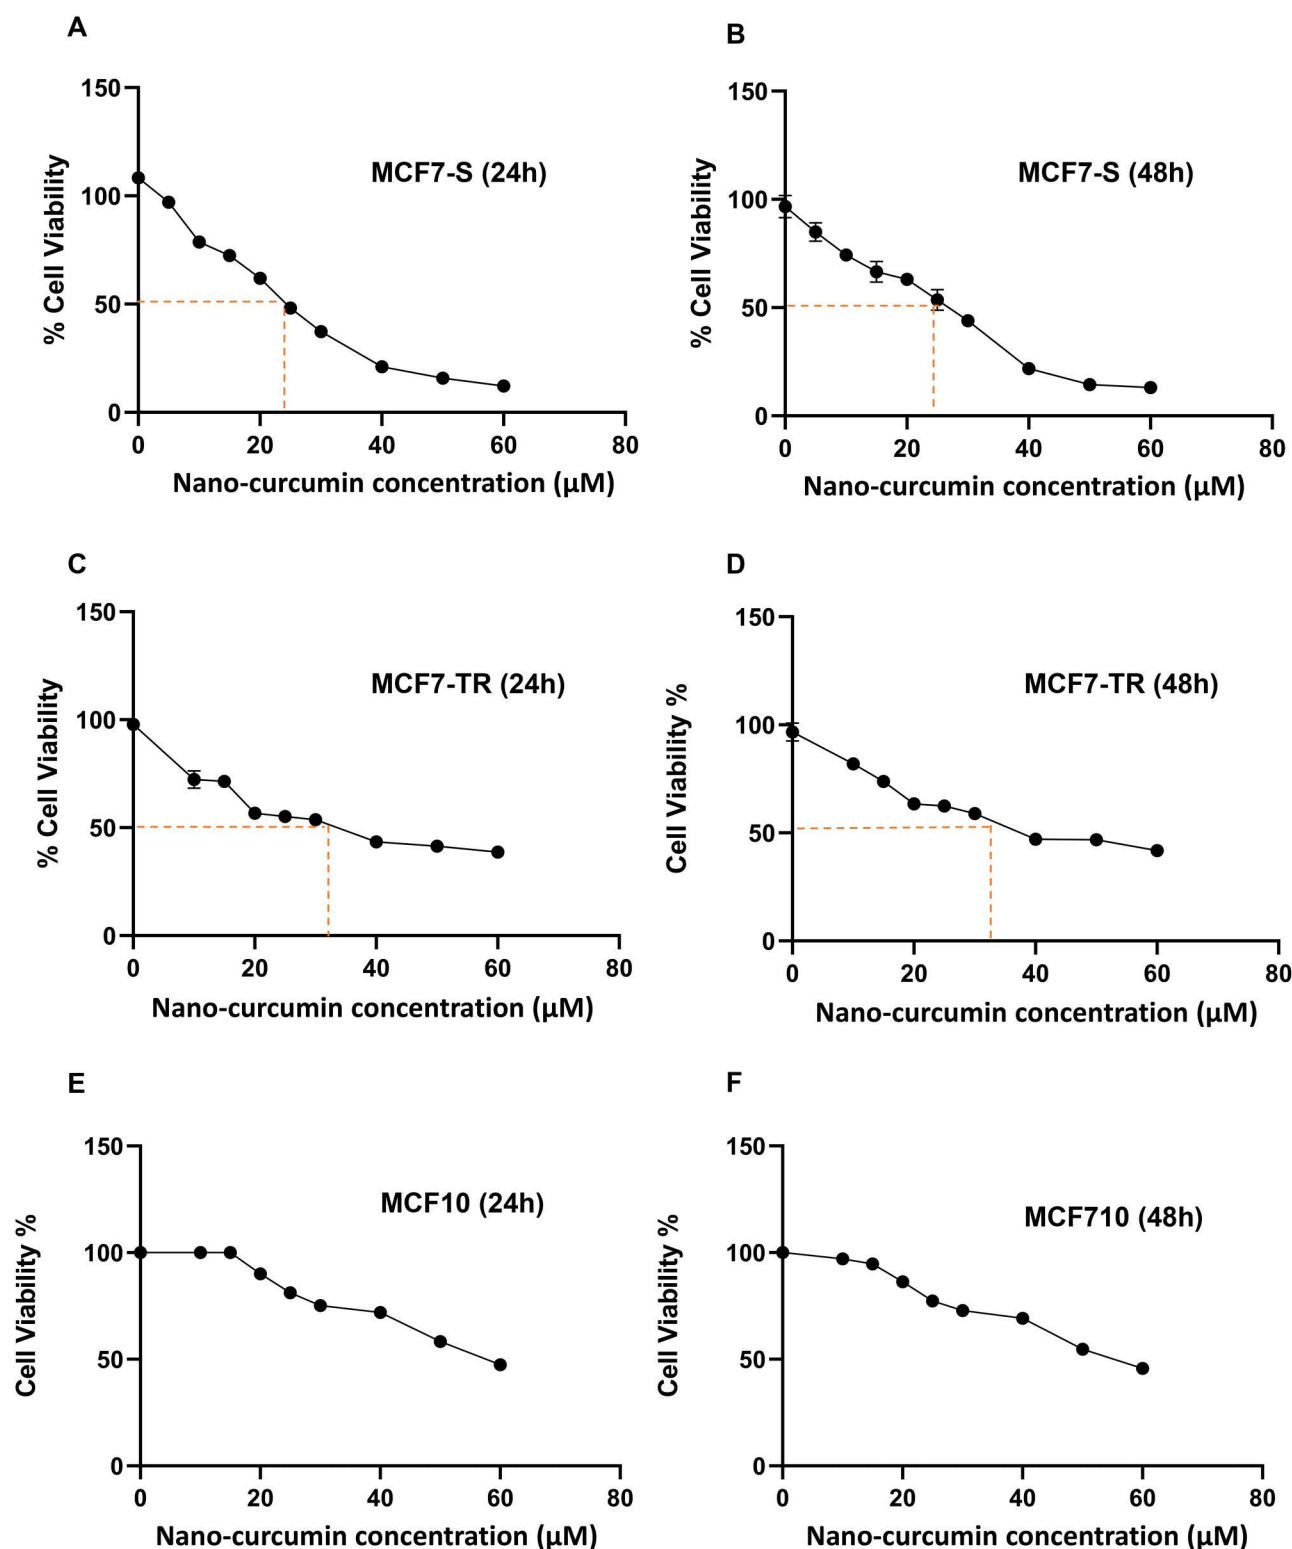 A
150
100
50
0
% Cell Viability
MCF7-S (24h)
0 20 40 60 80
Nano-curcumin concentration (μM)
B
150
100
50
0
% Cell Viability
MCF7-S (48h)
0 20 40 60 80
Nano-curcumin concentration (μM)
C
150
100
50
0
% Cell Viability
MCF7-TR (24h)
0 20 40 60 80
Nano-curcumin concentration (μM)
D
150
100
50
0
Cell Viability %
MCF7-TR (48h)
0 20 40 60 80
Nano-curcumin concentration (μM)
E
150
100
50
0
Cell Viability %
MCF10 (24h)
0 20 40 60 80
Nano-curcumin concentration (μM)
F
150
100
50
0
Cell Viability %
MCF710 (48h)
0 20 40 60 80
Nano-curcumin concentration (μM)